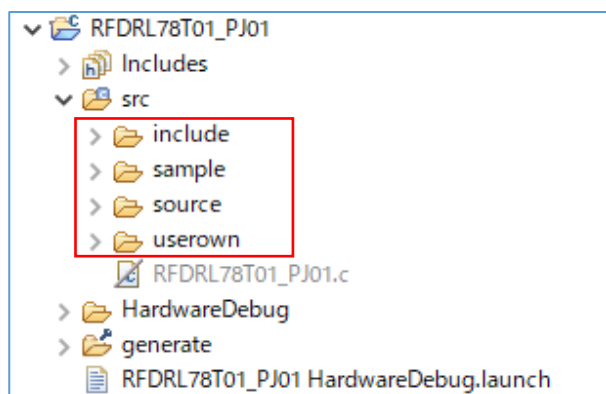 RFDRL78T01_PJ01
Includes
src
include
sample
source
userown
RFDRL78T01_PJ01.c
HardwareDebug
generate
RFDRL78T01_PJ01 HardwareDebug.launch